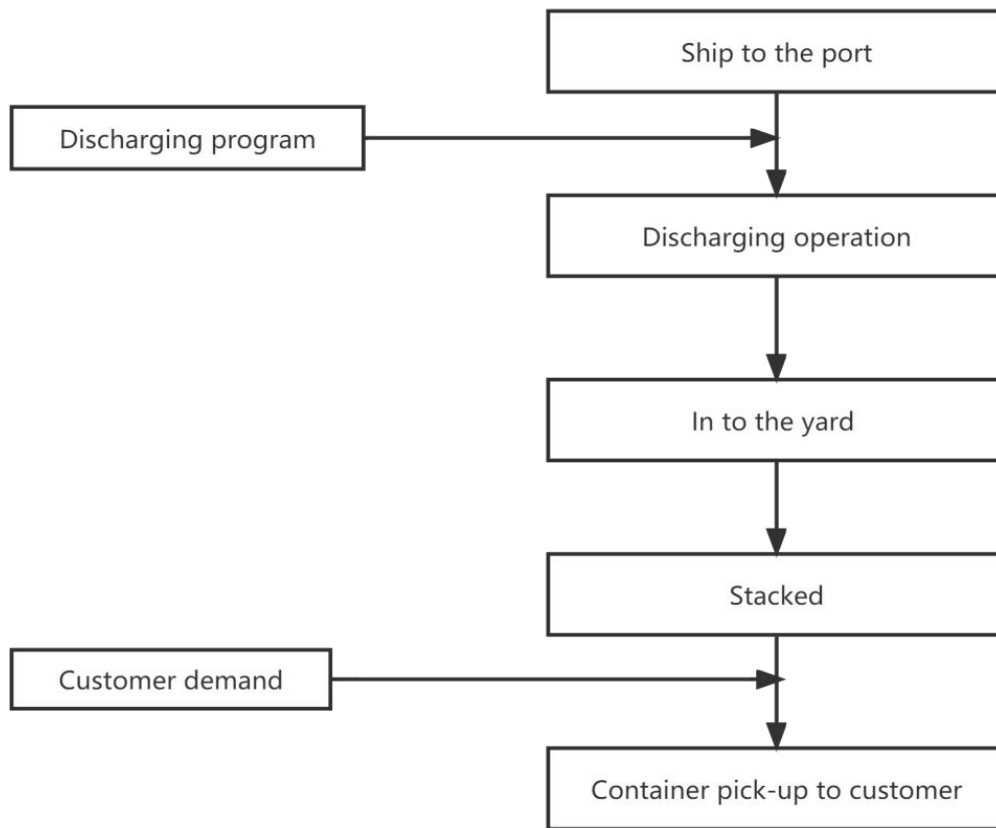 Ship to the port
Discharging program
Discharging operation
In to the yard
Stacked
Customer demand
Container pick-up to customer